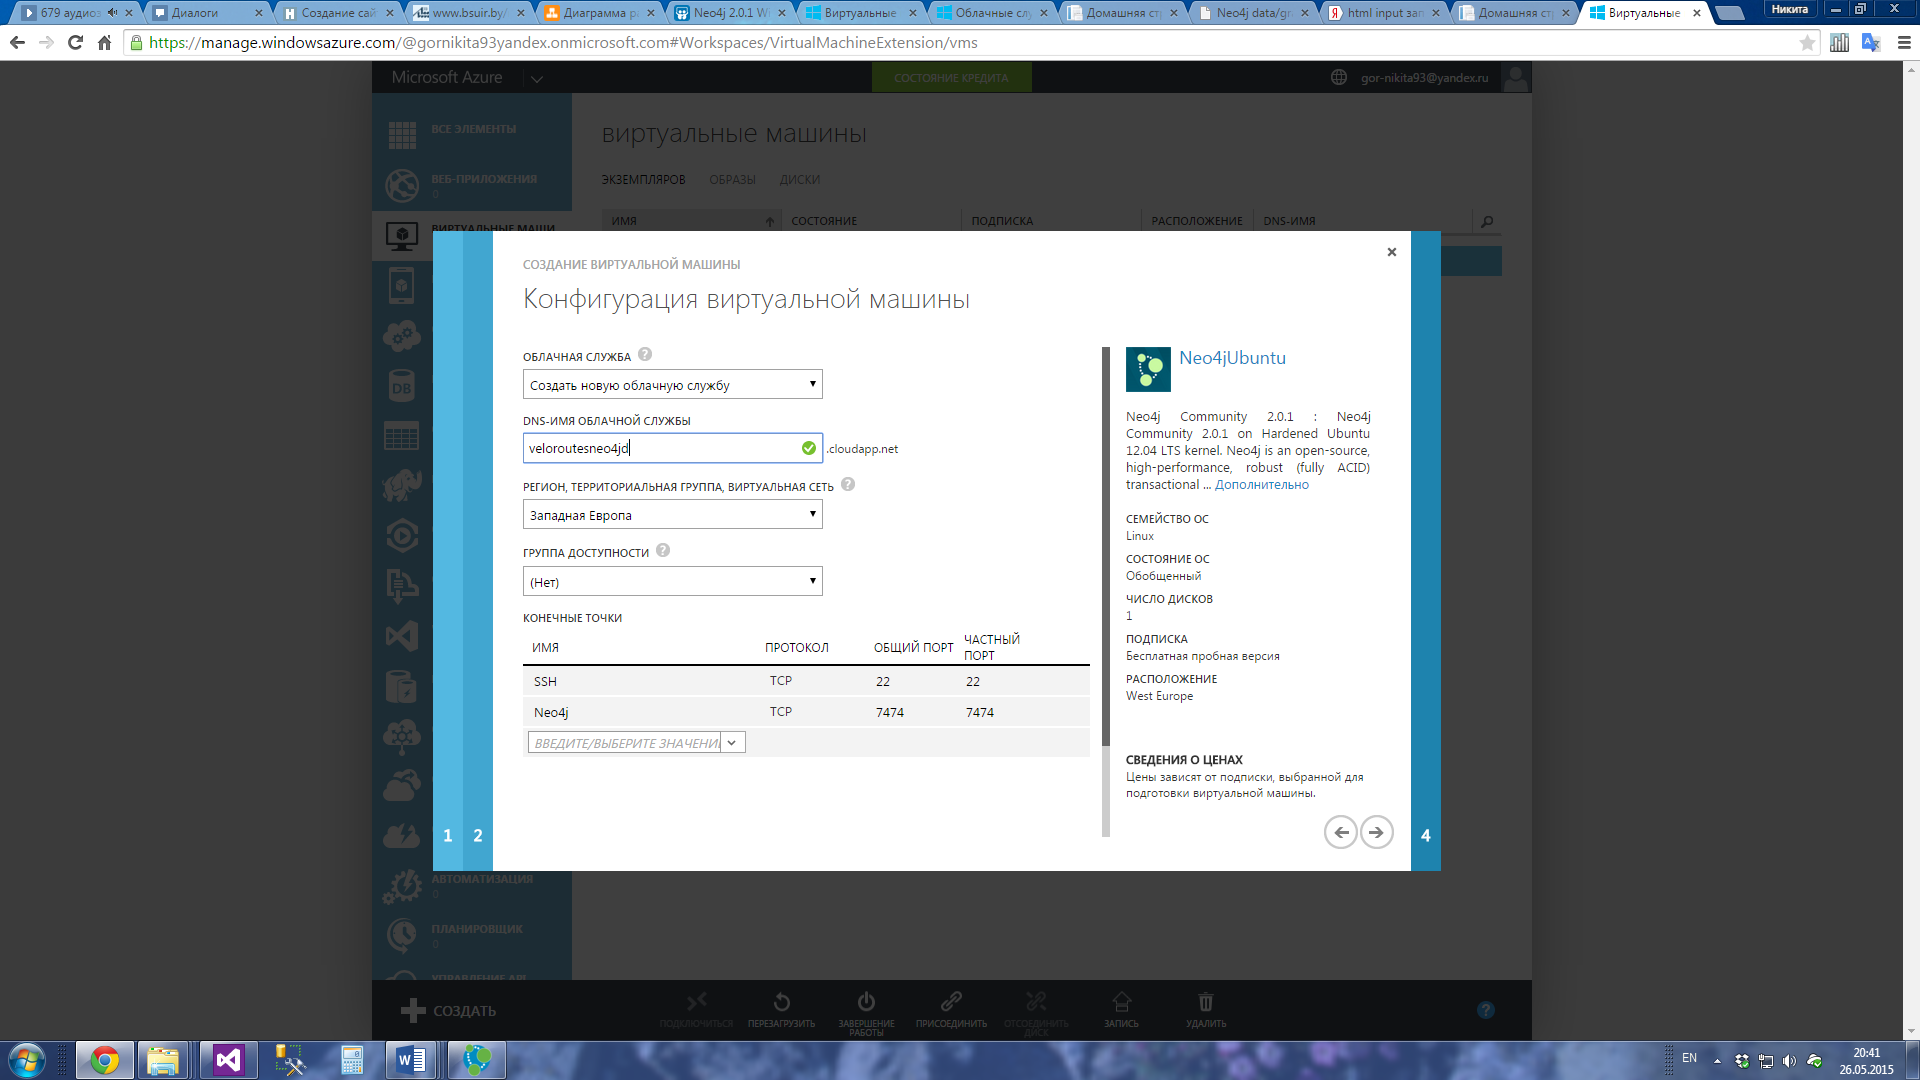 679 аудиоз
Диалоги
Создание сай
www.bsuir.by/
Диаграмма ра
Neo4j 2.0.1 Wi
Виртуальные
Облачные слу
Домашняя стр
Neo4j data/gr
html input зап
Домашняя стр
Виртуальные
Никита
https://manage.windowsazure.com/@gornikita93yandex.onmicrosoft.com#Workspaces/VirtualMachineExtension/vms
Microsoft Azure
СОСТОЯНИЕ КРЕДИТА
gor-nikita93@yandex.ru
ВСЕ ЭЛЕМЕНТЫ
ВЕБ-ПРИЛОЖЕНИЯ
0
ВИРТУАЛЬНЫЕ МАШИ
виртуальные машины
ЭКЗЕМПЛЯРОВ ОБРАЗЫ ДИСКИ
ИМЯ СОСТОЯНИЕ ПОДПИСКА РАСПОЛОЖЕНИЕ DNS-ИМЯ
СОЗДАНИЕ ВИРТУАЛЬНОЙ МАШИНЫ
Конфигурация виртуальной машины
ОБЛАЧНАЯ СЛУЖБА ?
Создать новую облачную службу
DNS-ИМЯ ОБЛАЧНОЙ СЛУЖБЫ
veloroutesneo4jd .cloudapp.net
РЕГИОН, ТЕРРИТОРИАЛЬНАЯ ГРУППА, ВИРТУАЛЬНАЯ СЕТЬ ?
Западная Европа
ГРУППА ДОСТУПНОСТИ ?
(Нет)
КОНЕЧНЫЕ ТОЧКИ
ИМЯ ПРОТОКОЛ ОБЩИЙ ПОРТ ЧАСТНЫЙ ПОРТ
SSH TCP 22 22
Neo4j TCP 7474 7474
ВВЕДИТЕ/ВЫБЕРИТЕ ЗНАЧЕНИ
Neo4jUbuntu
Neo4j Community 2.0.1 : Neo4j
Community 2.0.1 on Hardened Ubuntu
12.04 LTS kernel. Neo4j is an open-source,
high-performance, robust (fully ACID)
transactional ... Дополнительно
СЕМЕЙСТВО ОС
Linux
СОСТОЯНИЕ ОС
Обобщенный
ЧИСЛО ДИСКОВ
1
ПОДПИСКА
Бесплатная пробная версия
РАСПОЛОЖЕНИЕ
West Europe
СВЕДЕНИЯ О ЦЕНАХ
Цены зависят от подписки, выбранной для
подготовки виртуальной машины.
1 2 4
АВТОМАТИЗАЦИЯ
0
ПЛАНИРОВЩИК
0
УПРАВЛЕНИЕ API
СОЗДАТЬ
ПОДКЛЮЧИТЬСЯ
ПЕРЕЗАГРУЗИТЬ
ЗАВЕРШЕНИЕ
РАБОТЫ
ПРИСОЕДИНИТЬ
ОТСОЕДИНИТЬ
ДИСК
ЗАПИСЬ
УДАЛИТЬ
?
EN
20:41
26.05.2015